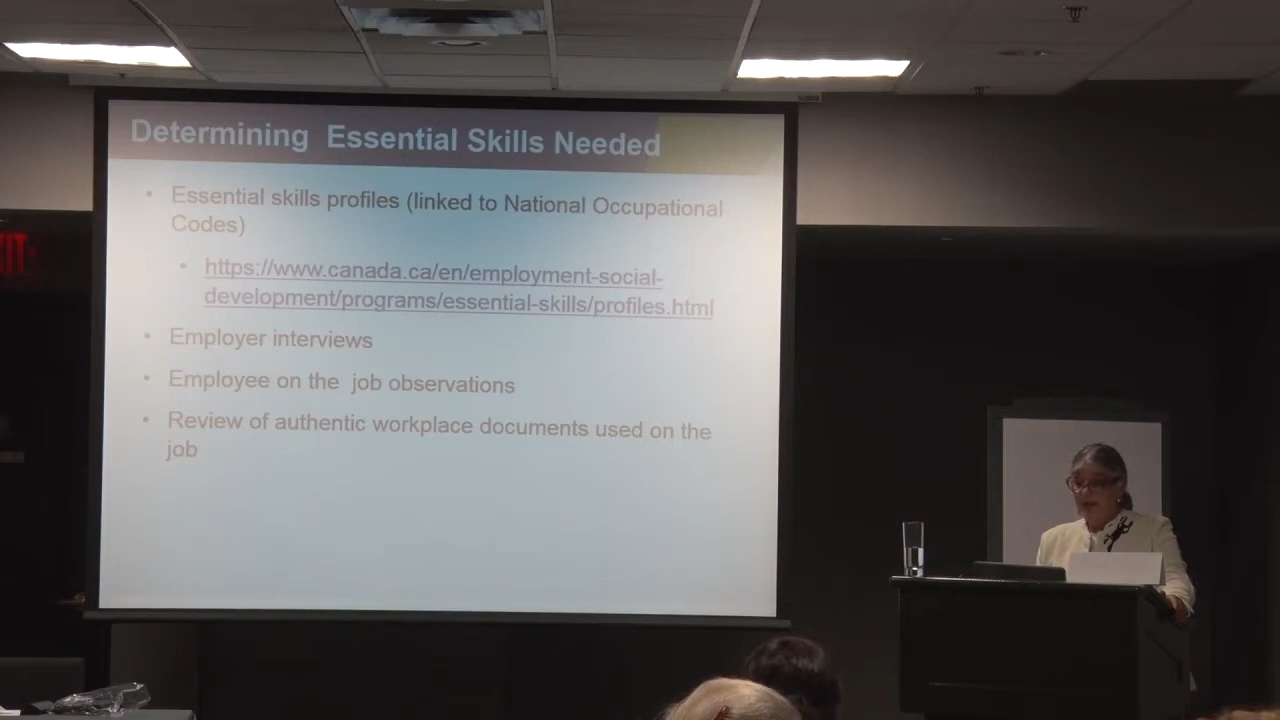 Determining Essential Skills Needed
• Essential skills profiles (linked to National Occupational
Codes)
• https://www.canada.ca/en/employment-social-
development/programs/essential-skills/profiles.html
• Employer interviews
• Employee on the job observations
• Review of authentic workplace documents used on the
job